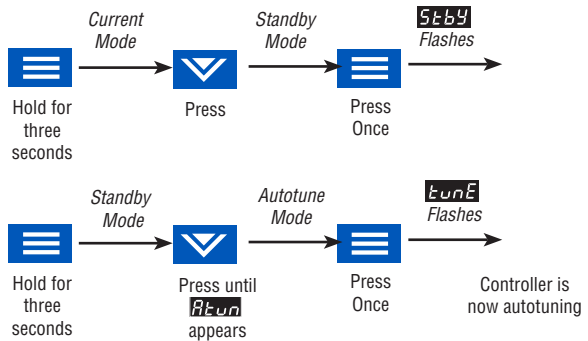 Current
Mode
Standby
Mode
Stby
Flashes
Hold for
three
seconds
Press
Press
Once
Standby
Mode
Autotune
Mode
tunE
Flashes
Hold for
three
seconds
Press until
Atun
appears
Press
Once
Controller is
now autotuning